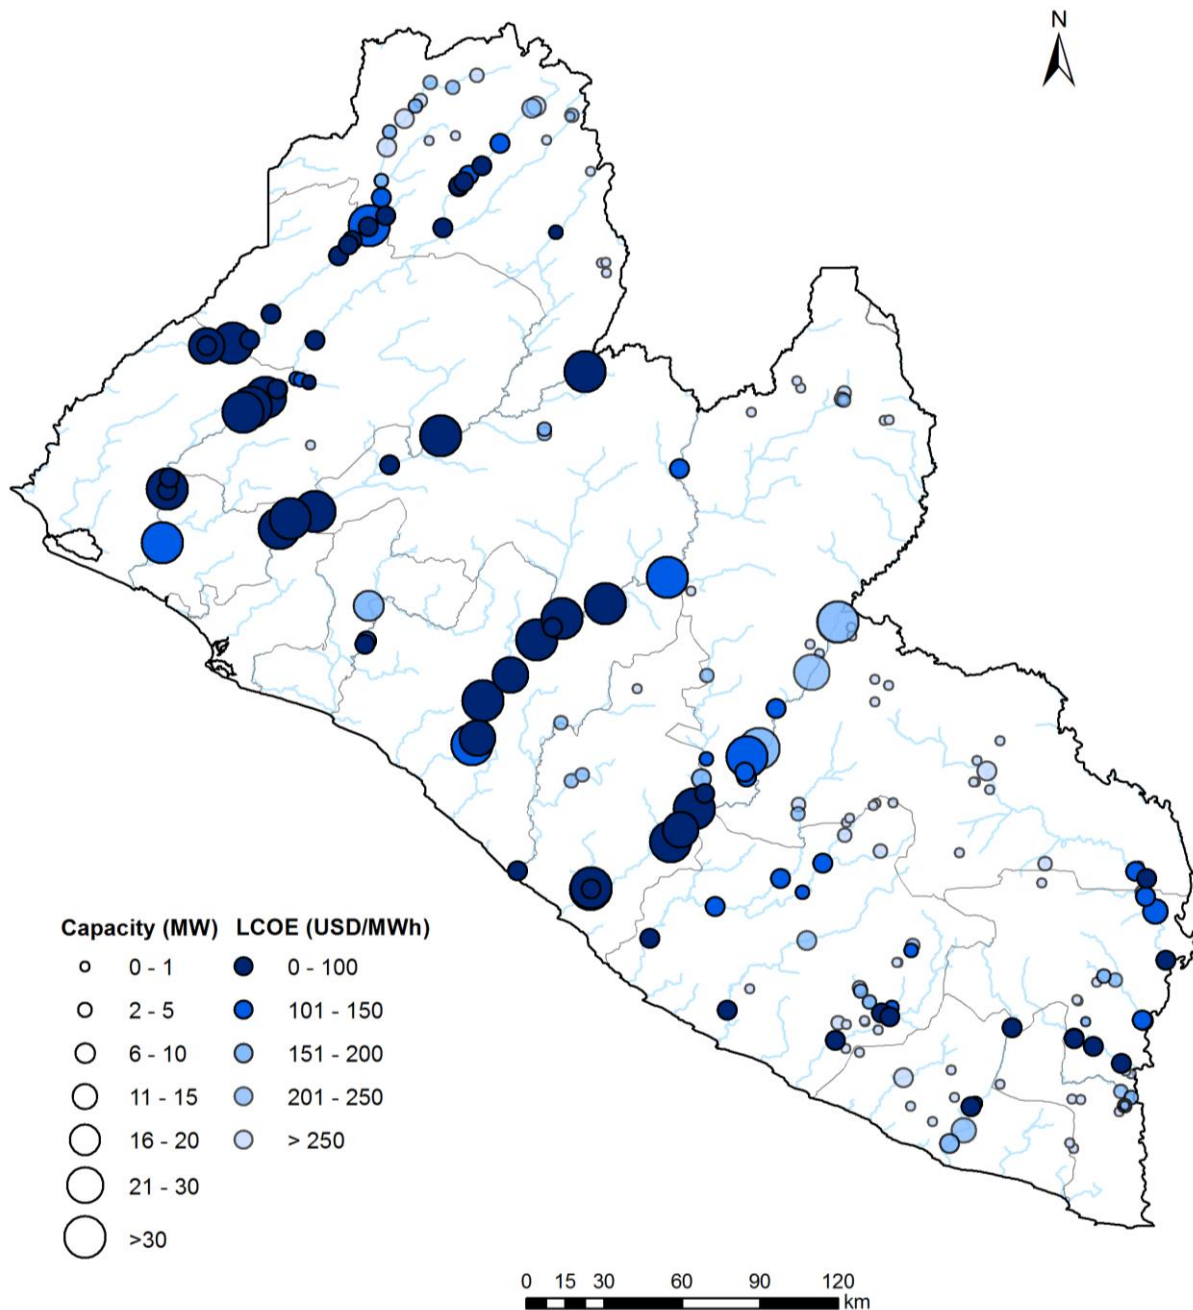 N
Capacity (MW) LCOE (USD/MWh)
0 - 1 0 - 100
2 - 5 101 - 150
6 - 10 151 - 200
11 - 15 201 - 250
16 - 20 > 250
21 - 30
>30
0 15 30 60 90 120
km